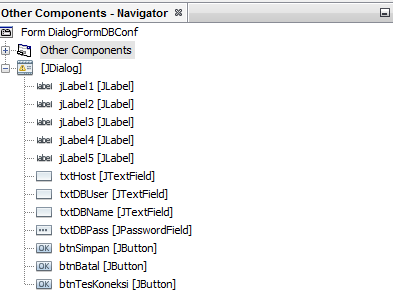 Other Components - Navigator
Form DialogFormDBConf
Other Components
[JDialog]
label jLabel1 [JLabel]
label jLabel2 [JLabel]
label jLabel3 [JLabel]
label jLabel4 [JLabel]
label jLabel5 [JLabel]
txtHost [JTextField]
txtDBUser [JTextField]
txtDBName [JTextField]
txtDBPass [JPasswordField]
OK btnSimpan [JButton]
OK btnBatal [JButton]
OK btnTesKoneksi [JButton]